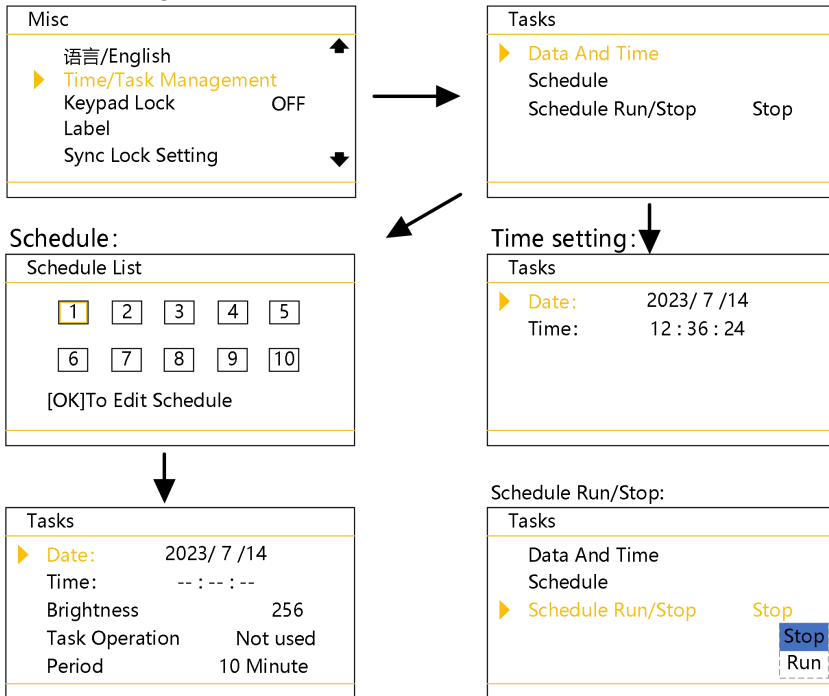 Misc
语言/English
Time/Task Management
Keypad Lock OFF
Label
Sync Lock Setting
Tasks
Data And Time
Schedule
Schedule Run/Stop Stop
Schedule:
Schedule List
1 2 3 4 5
6 7 8 9 10
[OK]To Edit Schedule
Time setting:
Tasks
Date: 2023/ 7 /14
Time: 12 : 36 : 24
Tasks
Date: 2023/ 7 /14
Time: -- : -- : --
Brightness 256
Task Operation Not used
Period 10 Minute
Schedule Run/Stop:
Tasks
Data And Time
Schedule
Schedule Run/Stop Stop
Stop
Run